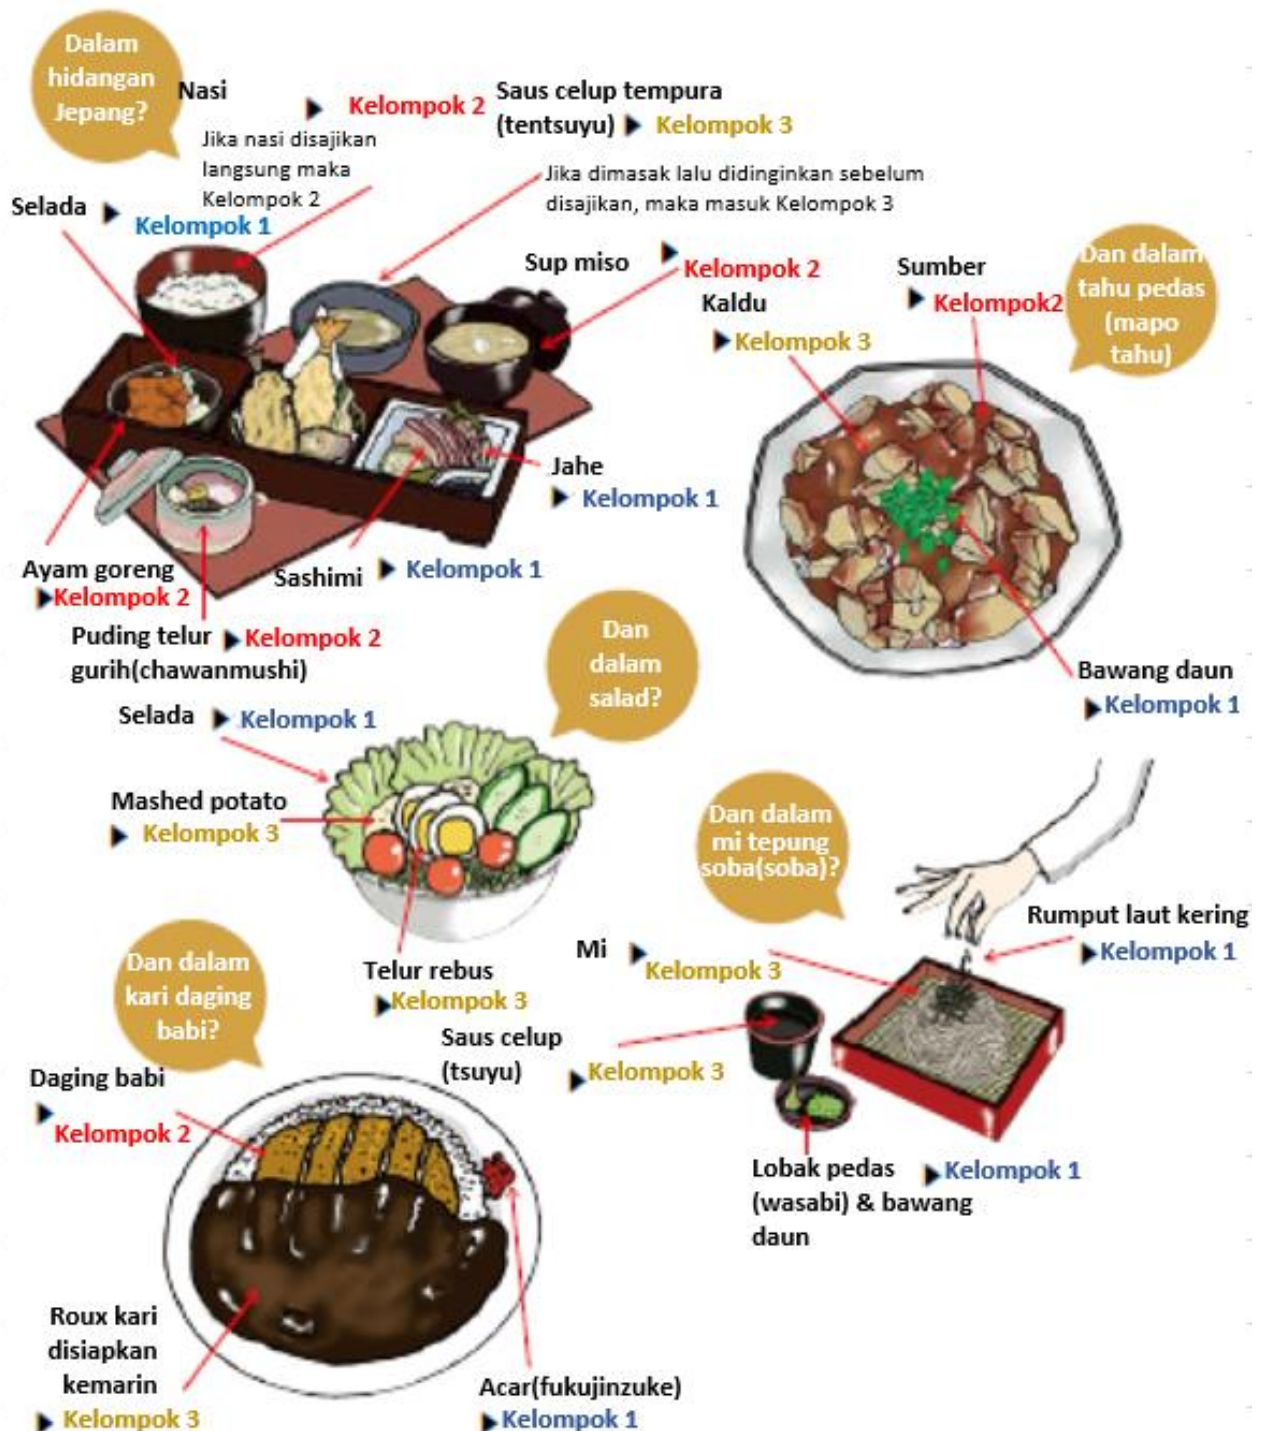 Dalam
hidangan
Jepang?
Nasi
Kelompok 2
Jika nasi disajikan
langsung maka
Kelompok 2
Saus celup tempura
(tentsuyu) Kelompok 3
Jika dimasak lalu didinginkan sebelum
disajikan, maka masuk Kelompok 3
Selada
Kelompok 1
Sup miso
Kelompok 2
Jahe
Kelompok 1
Ayam goreng
Kelompok 2
Sashimi Kelompok 1
Puding telur Kelompok 2
gurih(chawanmushi)
Dan dalam
tahu pedas
(mapo
tahu)
Sumber
Kelompok2
Kaldu
Kelompok 3
Bawang daun
Kelompok 1
Dan
dalam
salad?
Selada Kelompok 1
Mashed potato
Kelompok 3
Telur rebus
Kelompok 3
Dan dalam
mi tepung
soba(soba)?
Rumput laut kering
Kelompok 1
Mi
Kelompok 3
Saus celup
(tsuyu)
Kelompok 3
Lobak pedas Kelompok 1
(wasabi) & bawang
daun
Dan dalam
kari daging
babi?
Daging babi
Kelompok 2
Roux kari
disiapkan
kemarin
Kelompok 3
Acar(fukujinzuke)
Kelompok 1